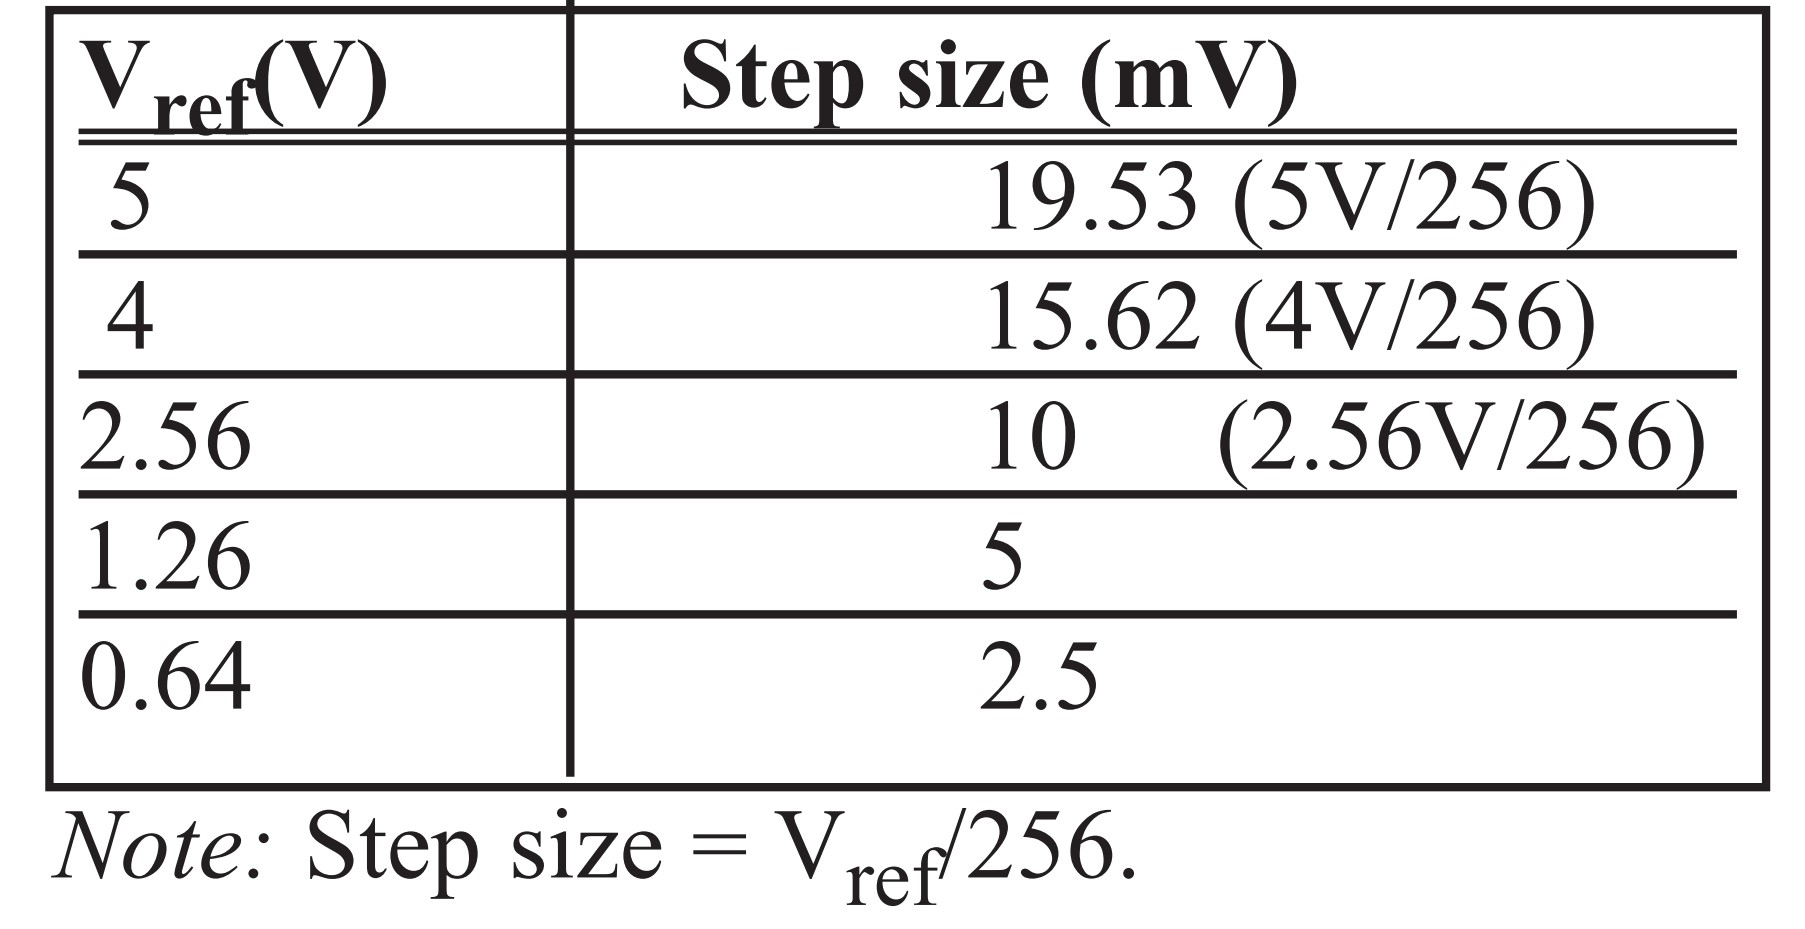 Vref(V) Step size (mV)
5 19.53 (5V/256)
4 15.62 (4V/256)
2.56 10 (2.56V/256)
1.26 5
0.64 2.5
Note: Step size = Vref/256.